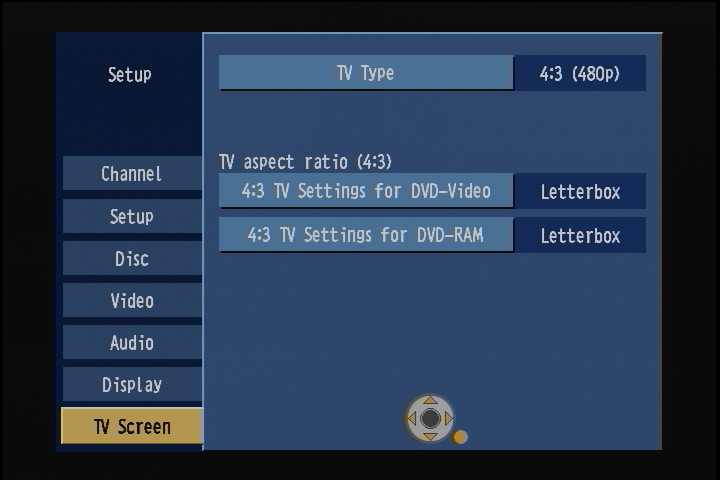 Setup
TV Type 4:3 (480p)
TV aspect ratio (4:3)
4:3 TV Settings for DVD-Video Letterbox
4:3 TV Settings for DVD-RAM Letterbox
Channel
Setup
Disc
Video
Audio
Display
TV Screen